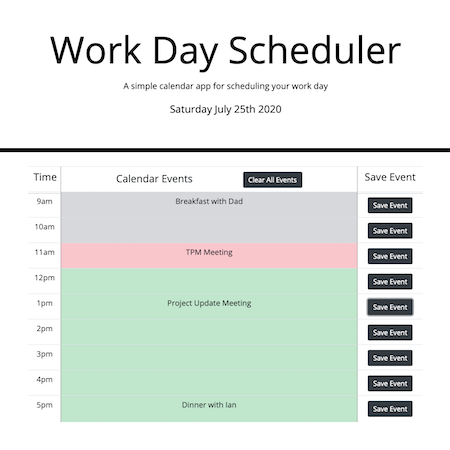 Work Day Scheduler
A simple calendar app for scheduling your work day
Saturday July 25th 2020
Time Calendar Events Clear All Events Save Event
9am Breakfast with Dad Save Event
10am Save Event
11am TPM Meeting Save Event
12pm Save Event
1pm Project Update Meeting Save Event
2pm Save Event
3pm Save Event
4pm Save Event
5pm Dinner with Ian Save Event